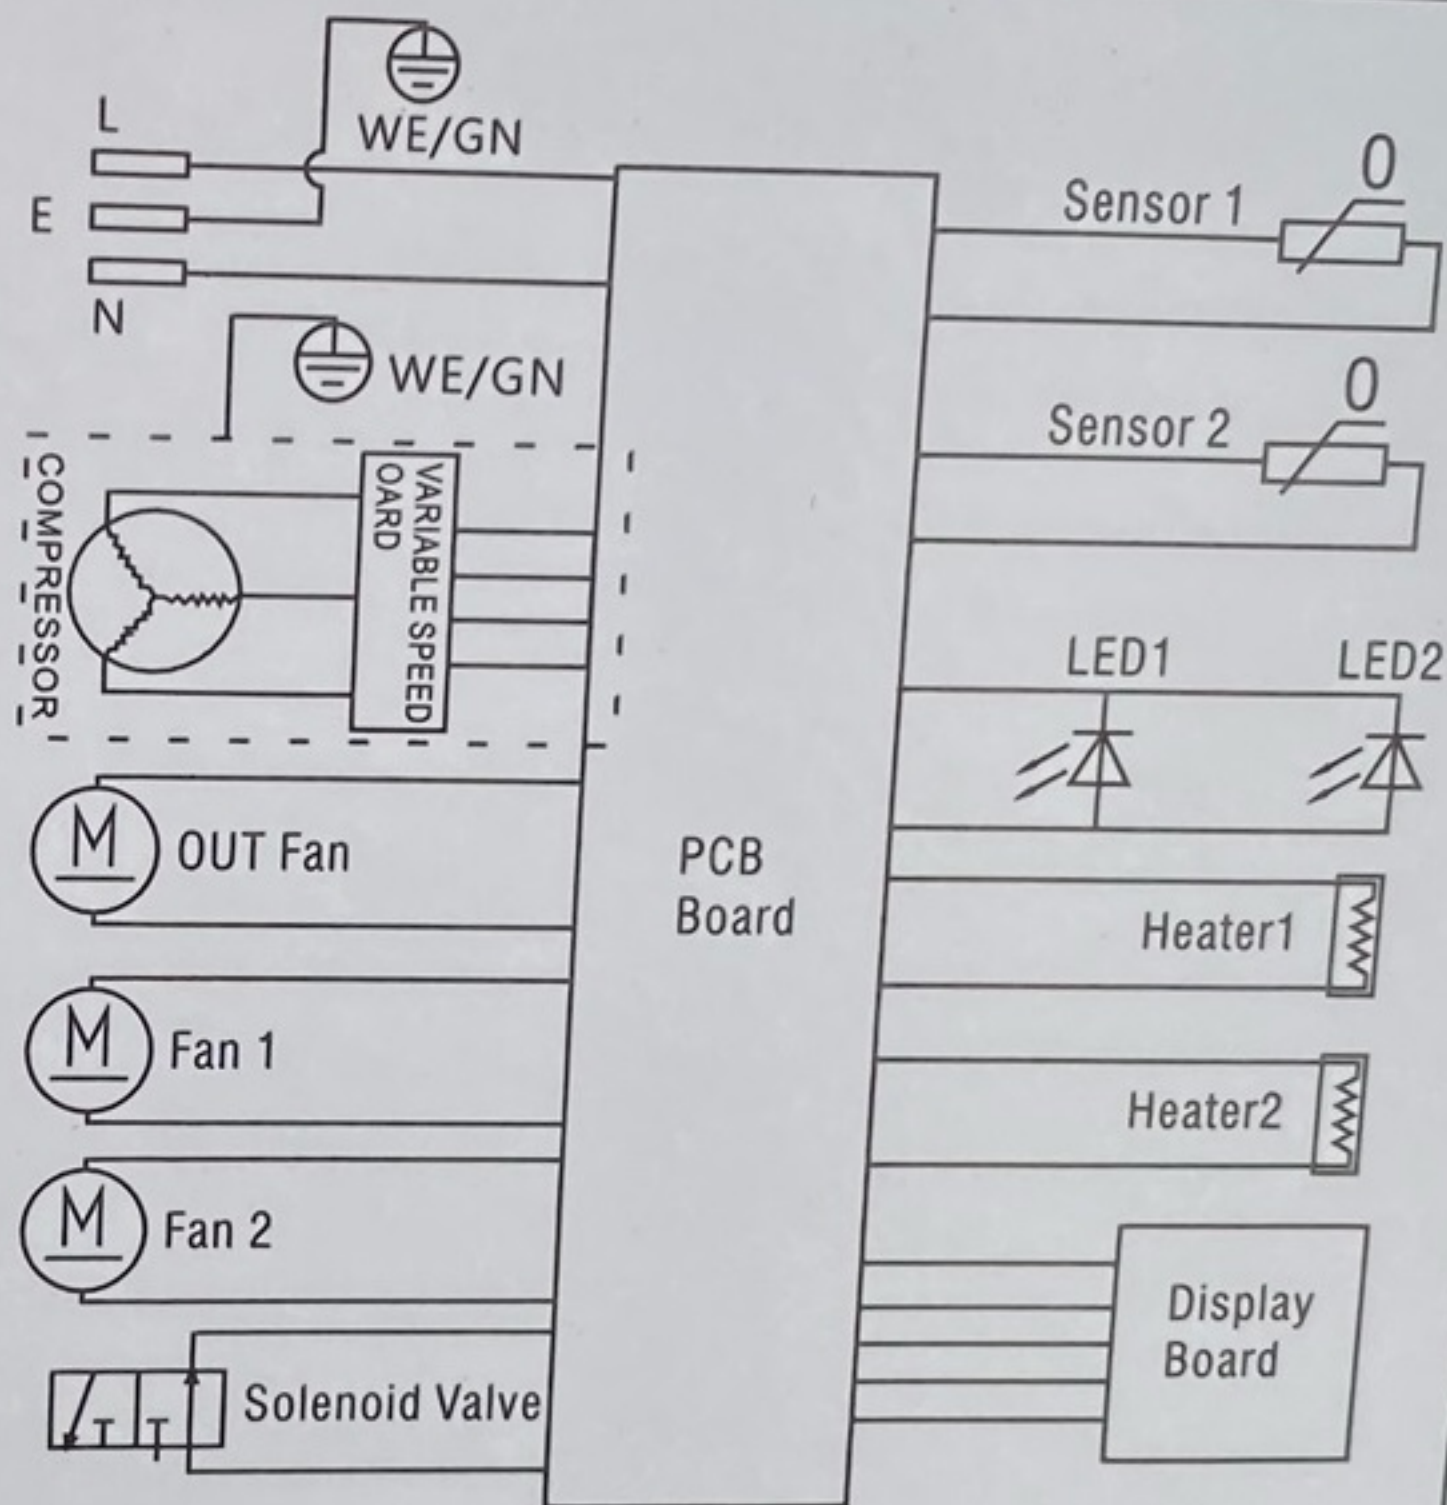 L
WE/GN
E
N
WE/GN
COMPRESSOR
VARIABLE SPEED
OARD
M
OUT Fan
M
Fan 1
M
Fan 2
Solenoid Valve
PCB
Board
Sensor 1
0
Sensor 2
0
LED1
LED2
Heater1
Heater2
Display
Board